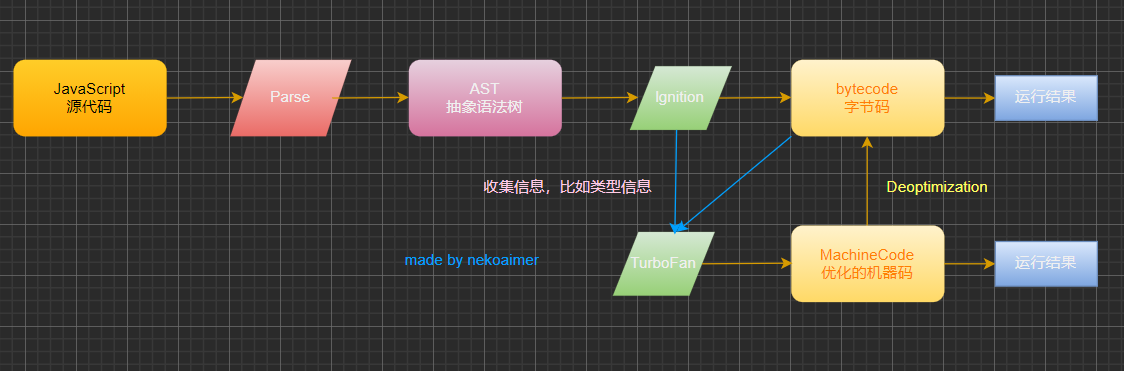 JavaScript
源代码
Parse
AST
抽象语法树
Ignition
bytecode
字节码
运行结果
收集信息，比如类型信息
Deoptimization
made by nekoaimer
TurboFan
MachineCode
优化的机器码
运行结果